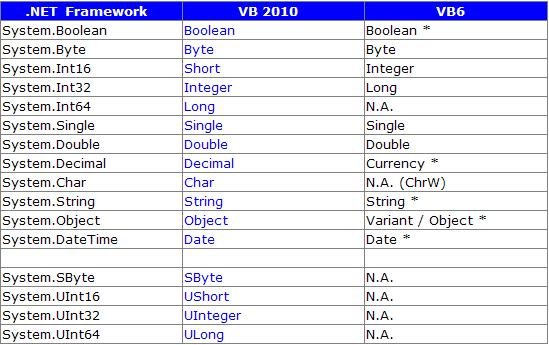 .NET Framework VB 2010 VB6
System.Boolean Boolean Boolean *
System.Byte Byte Byte
System.Int16 Short Integer
System.Int32 Integer Long
System.Int64 Long N.A.
System.Single Single Single
System.Double Double Double
System.Decimal Decimal Currency *
System.Char Char N.A. (ChrW)
System.String String String *
System.Object Object Variant / Object *
System.DateTime Date Date *
System.SByte SByte N.A.
System.UInt16 UShort N.A.
System.UInt32 UInteger N.A.
System.UInt64 ULong N.A.